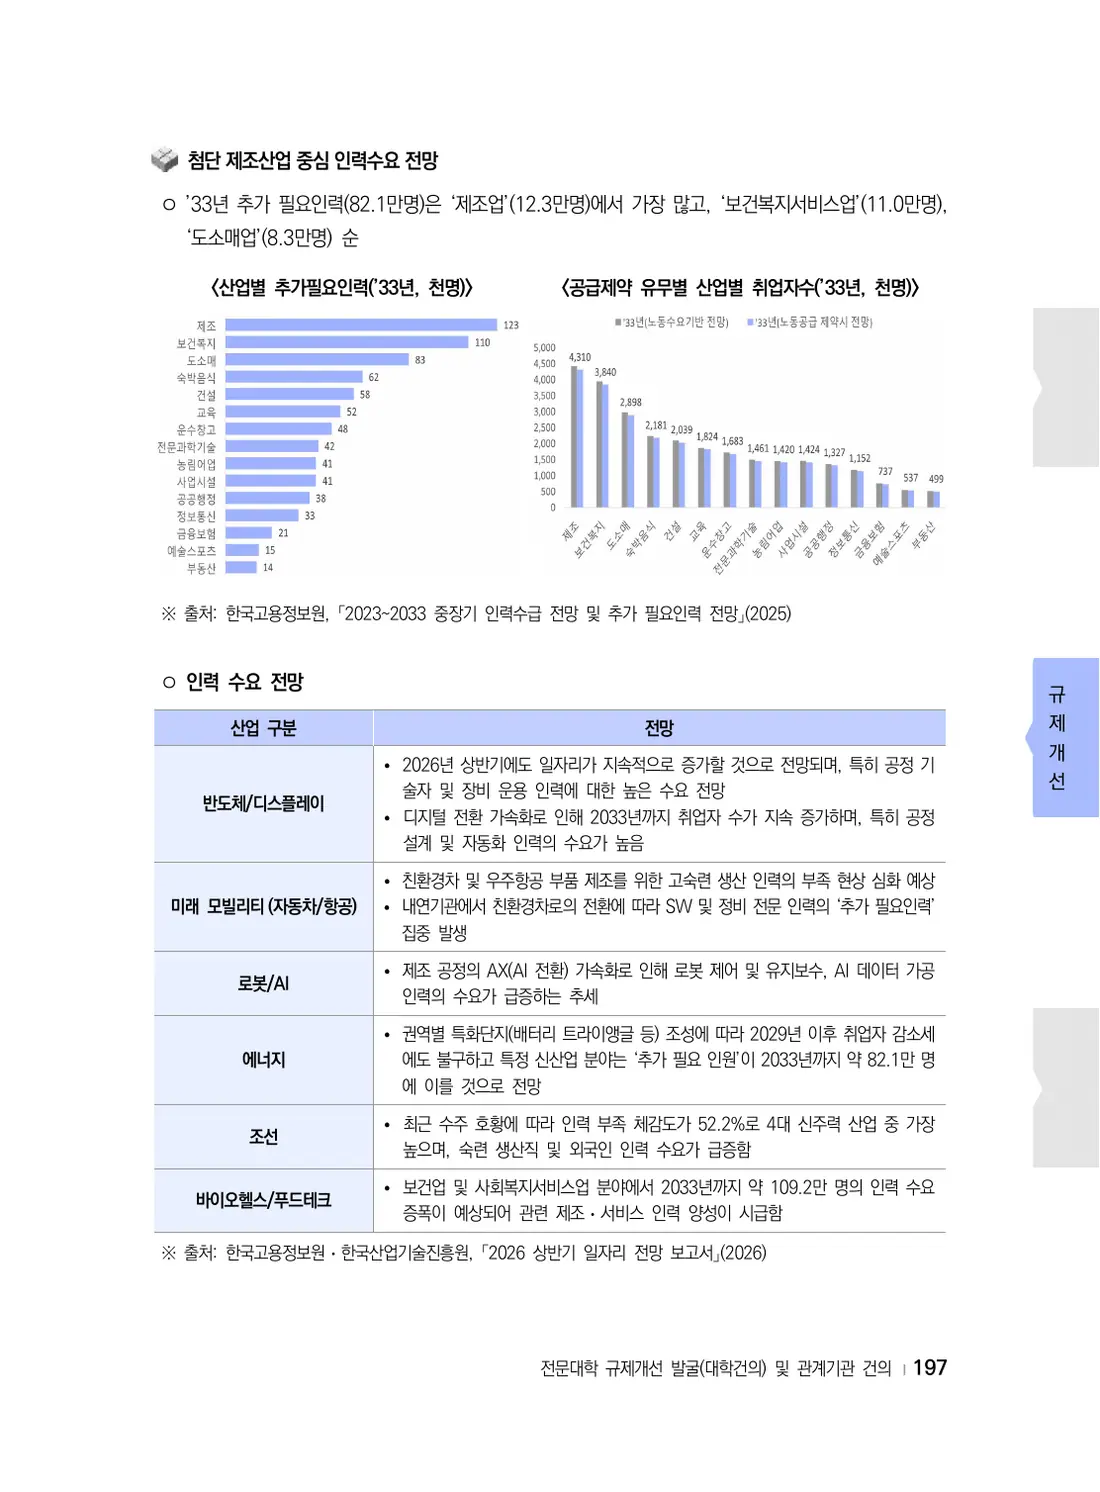 첨단 제조산업 중심 인력수요 전망
○ ’33년 추가 필요인력(82.1만명)은 ‘제조업’(12.3만명)에서 가장 많고, ‘보건복지서비스업’(11.0만명),
‘도소매업’(8.3만명) 순
<산업별 추가필요인력(’33년, 천명)>
제조 123
보건복지 110
도소매 83
숙박음식 62
건설 58
교육 52
운수창고 48
전문과학기술 42
농림어업 41
사업시설 41
공공행정 38
정보통신 33
금융보험 21
예술스포츠 15
부동산 14
<공급제약 유무별 산업별 취업자수(’33년, 천명)>
■'33년(노동수요기반 전망) ■'33년(노동공급 제약시 전망)
5,000
4,500
4,000
3,500
3,000
2,500
2,000
1,500
1,000
500
0
4,310 3,840 2,898 2,181 2,039 1,824 1,683 1,461 1,420 1,424 1,327 1,152 737 537 499
제조 보건복지 도소매 숙박음식 건설 교육 운수창고 전문과학기술 농림어업 사업시설 공공행정 정보통신 금융보험 예술스포츠 부동산
※ 출처: 한국고용정보원, 「2023~2033 중장기 인력수급 전망 및 추가 필요인력 전망」(2025)
○ 인력 수요 전망
산업 구분 전망
반도체/디스플레이
• 2026년 상반기에도 일자리가 지속적으로 증가할 것으로 전망되며, 특히 공정 기
술자 및 장비 운용 인력에 대한 높은 수요 전망
• 디지털 전환 가속화로 인해 2033년까지 취업자 수가 지속 증가하며, 특히 공정
설계 및 자동화 인력의 수요가 높음
미래 모빌리티(자동차/항공)
• 친환경차 및 우주항공 부품 제조를 위한 고숙련 생산 인력의 부족 현상 심화 예상
• 내연기관에서 친환경차로의 전환에 따라 SW 및 정비 전문 인력의 ‘추가 필요인력’
집중 발생
로봇/AI
• 제조 공정의 AX(AI 전환) 가속화로 인해 로봇 제어 및 유지보수, AI 데이터 가공
인력의 수요가 급증하는 추세
에너지
• 권역별 특화단지(배터리 트라이앵글 등) 조성에 따라 2029년 이후 취업자 감소세
에도 불구하고 특정 신산업 분야는 ‘추가 필요 인원’이 2033년까지 약 82.1만 명
에 이를 것으로 전망
조선
• 최근 수주 호황에 따라 인력 부족 체감도가 52.2%로 4대 신주력 산업 중 가장
높으며, 숙련 생산직 및 외국인 인력 수요가 급증함
바이오헬스/푸드테크
• 보건업 및 사회복지서비스업 분야에서 2033년까지 약 109.2만 명의 인력 수요
증폭이 예상되어 관련 제조・서비스 인력 양성이 시급함
※ 출처: 한국고용정보원・한국산업기술진흥원, 「2026 상반기 일자리 전망 보고서」(2026)
규
제
개
선
전문대학 규제개선 발굴(대학건의) 및 관계기관 건의 | 197